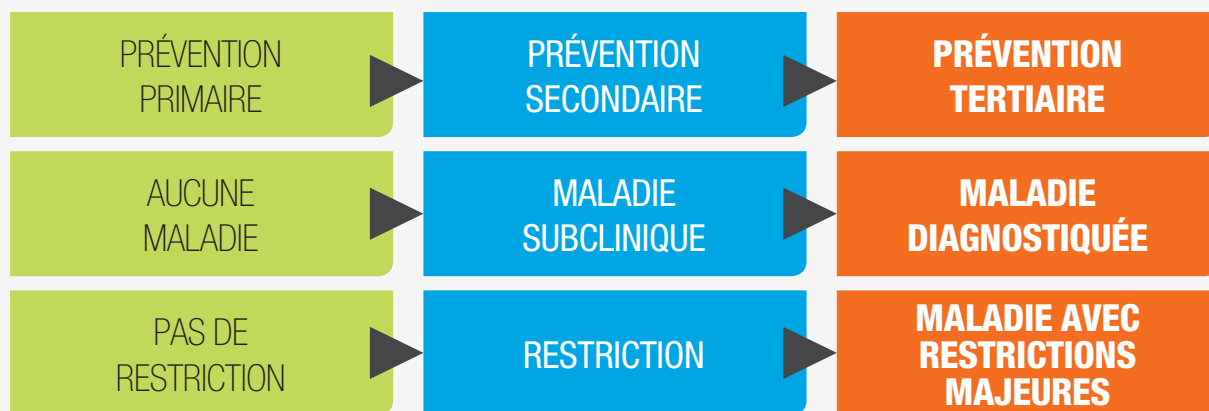 PRÉVENTION
PRIMAIRE
PRÉVENTION
SECONDAIRE
PRÉVENTION
TERTIAIRE
AUCUNE
MALADIE
MALADIE
SUBCLINIQUE
MALADIE
DIAGNOSTIQUÉE
PAS DE
RESTRICTION
RESTRICTION
MALADIE AVEC
RESTRICTIONS
MAJEURES